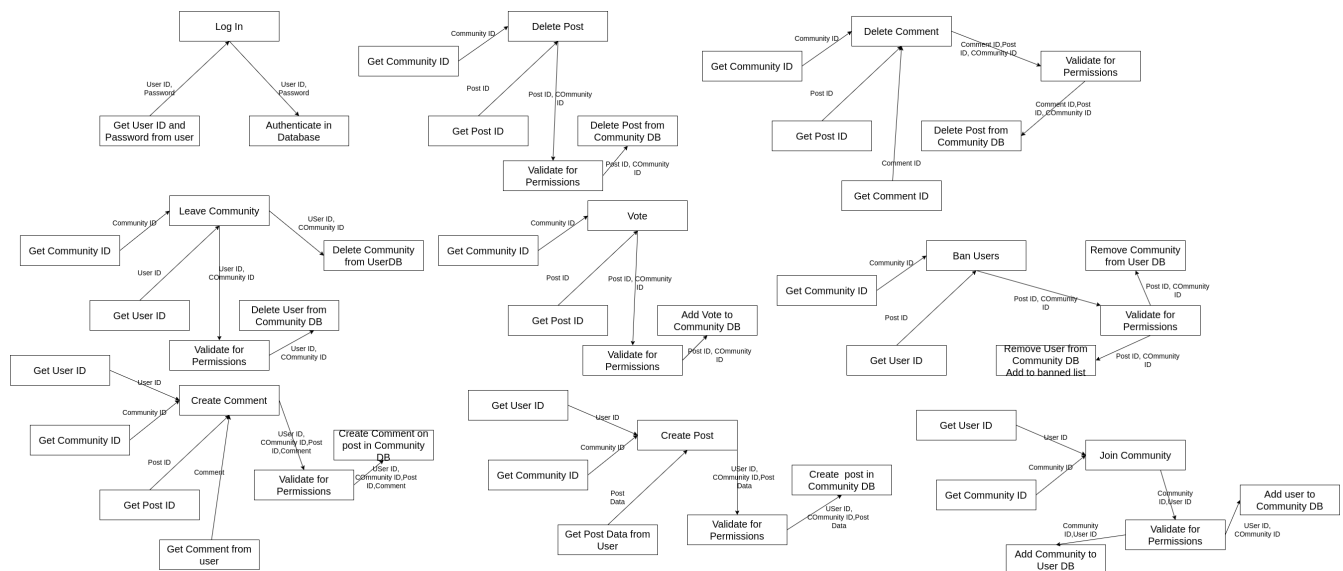 Log In
User ID,
Password
User ID,
Password
Get User ID and
Password from user
Authenticate in
Database
Delete Post
Community ID
Get Community ID
Post ID
Post ID, COmmunity
ID
Get Post ID
Delete Post from
Community DB
Post ID, COmmunity
ID
Validate for
Permissions
Delete Comment
Community ID
Get Community ID
Comment ID,Post
ID, COmmunity ID
Validate for
Permissions
Post ID
Comment ID,Post
ID, COmmunity ID
Get Post ID
Delete Post from
Community DB
Comment ID
Get Comment ID
Leave Community
Community ID
Get Community ID
USer ID,
COmmunity ID
Delete Community
from UserDB
User ID
User ID,
COmmunity ID
Get User ID
Delete User from
Community DB
Validate for
Permissions
User ID,
COmmunity ID
Vote
Community ID
Get Community ID
Post ID
Post ID, COmmunity
ID
Get Post ID
Add Vote to
Community DB
Post ID, COmmunity
ID
Validate for
Permissions
Ban Users
Community ID
Get Community ID
Remove Community
from User DB
Post ID, COmmunity
ID
Post ID, COmmunity
ID
Post ID
Validate for
Permissions
Get User ID
Remove User from
Community DB
Add to banned list
Post ID, COmmunity
ID
Get User ID
User ID
Create Comment
Community ID
Get Community ID
USer ID,
COmmunity ID,Post
ID,Comment
Create Comment on
post in Community
DB
Post ID
Comment
Validate for
Permissions
USer ID,
COmmunity ID,Post
ID,Comment
Get Post ID
Get Comment from
user
Get User ID
User ID
Create Post
Community ID
Get Community ID
USer ID,
COmmunity ID,Post
Data
Create  post in
Community DB
Post
Data
Get Post Data from
User
Validate for
Permissions
USer ID,
COmmunity ID,Post
Data
Get User ID
User ID
Join Community
Community ID
Get Community ID
Community
ID,User ID
Add user to
Community DB
Community
ID,User ID
Validate for
Permissions
USer ID,
COmmunity ID
Add Community to
User DB